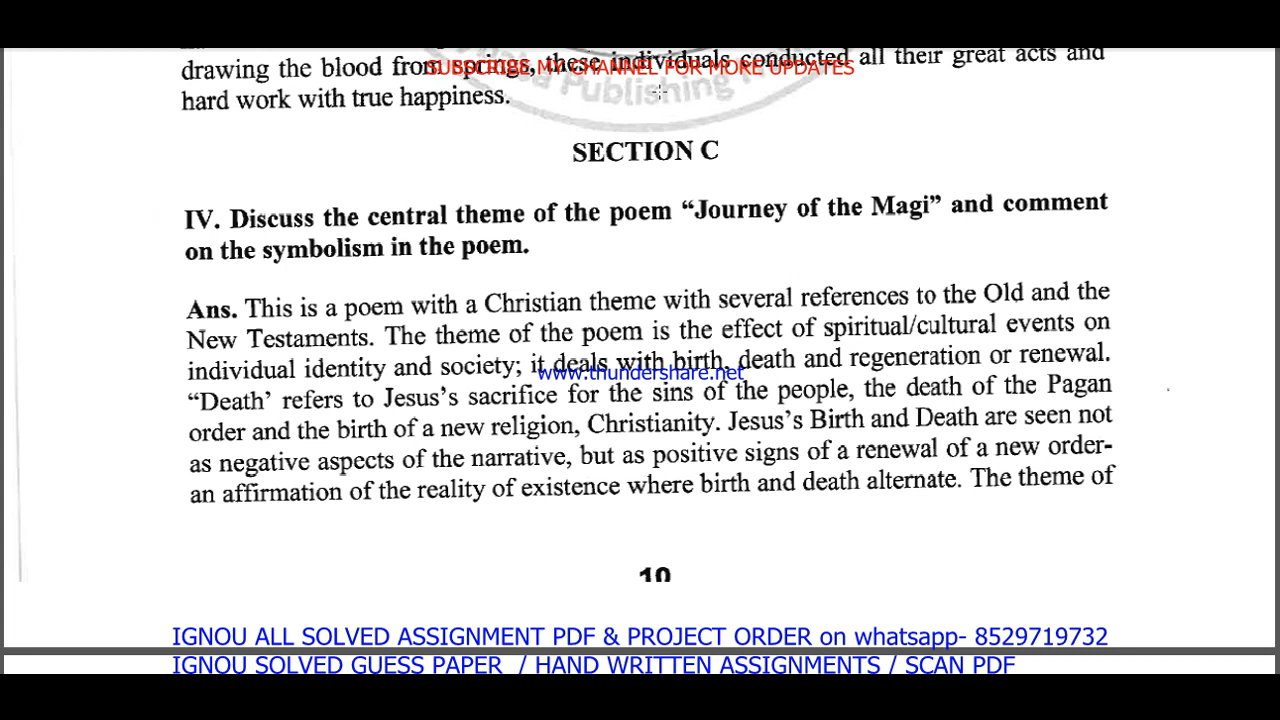 drawing the blood from springs, these individuals conducted all their great acts and
SUBSCRIBE MY CHANNEL FOR MORE UPDATES
hard work with true happiness.
Publishing
SECTION C
IV. Discuss the central theme of the poem “Journey of the Magi” and comment
on the symbolism in the poem.
Ans. This is a poem with a Christian theme with several references to the Old and the
New Testaments. The theme of the poem is the effect of spiritual/cultural events on
individual identity and society; it deals with birth, death and regeneration or renewal.
www.thundershare.net
“Death’ refers to Jesus’s sacrifice for the sins of the people, the death of the Pagan
order and the birth of a new religion, Christianity. Jesus’s Birth and Death are seen not
as negative aspects of the narrative, but as positive signs of a renewal of a new order-
an affirmation of the reality of existence where birth and death alternate. The theme of
10
IGNOU ALL SOLVED ASSIGNMENT PDF & PROJECT ORDER on whatsapp- 8529719732
IGNOU SOLVED GUESS PAPER / HAND WRITTEN ASSIGNMENTS / SCAN PDF